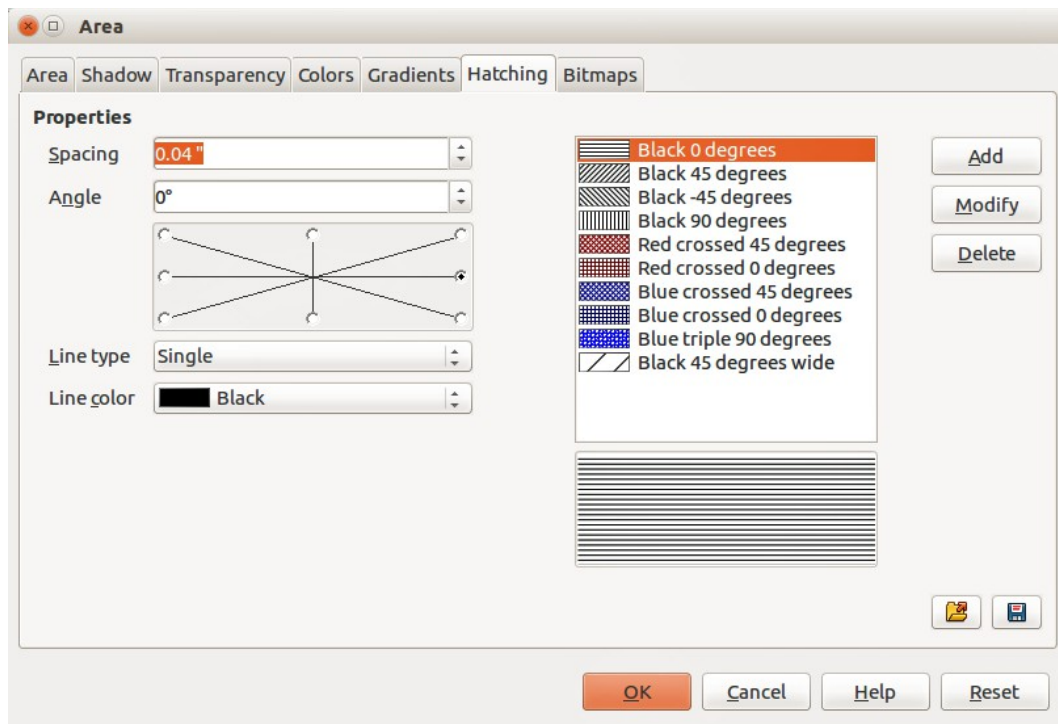 Area
Area Shadow Transparency Colors Gradients Hatching Bitmaps
Properties
Spacing 0.04 "
Angle 0°
Line type Single
Line color Black
Black 0 degrees
Black 45 degrees
Black -45 degrees
Black 90 degrees
Red crossed 45 degrees
Red crossed 0 degrees
Blue crossed 45 degrees
Blue crossed 0 degrees
Blue triple 90 degrees
Black 45 degrees wide
Add
Modify
Delete
OK Cancel Help Reset